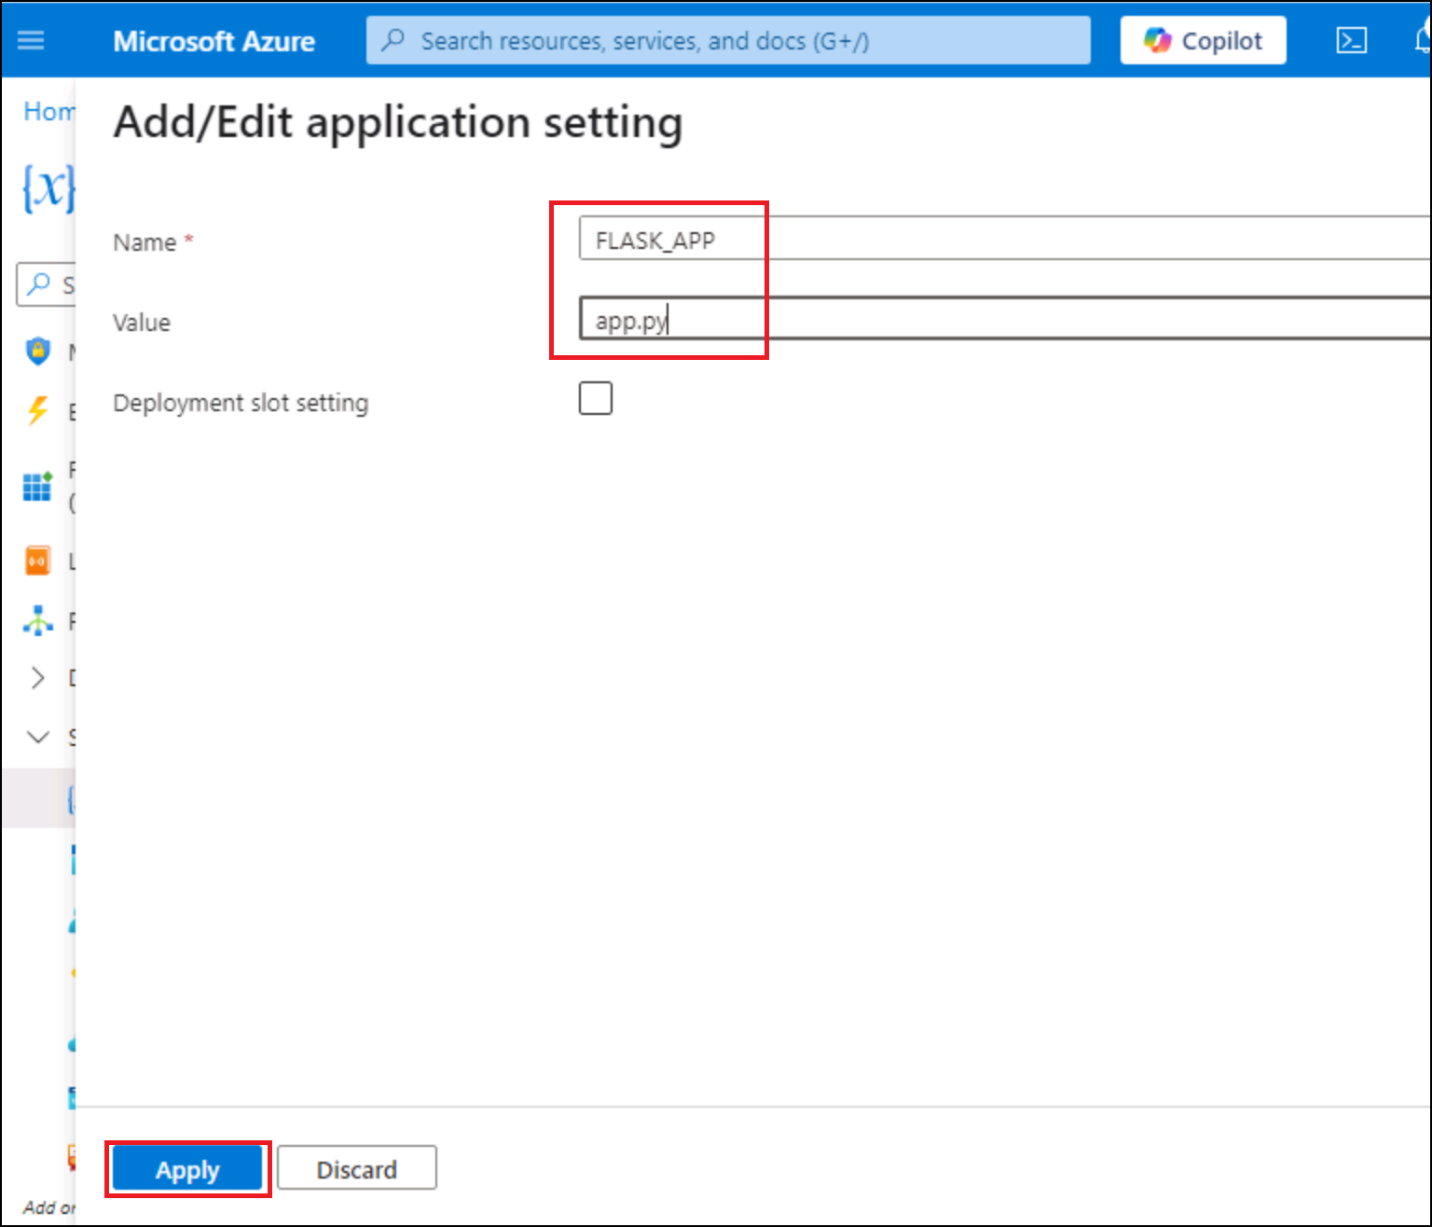 Microsoft Azure
Search resources, services, and docs (G+/)
Copilot
Hom
Add/Edit application setting
{x}
Name *
FLASK_APP
S
Value
app.py
Deployment slot setting
Apply
Discard
Add or